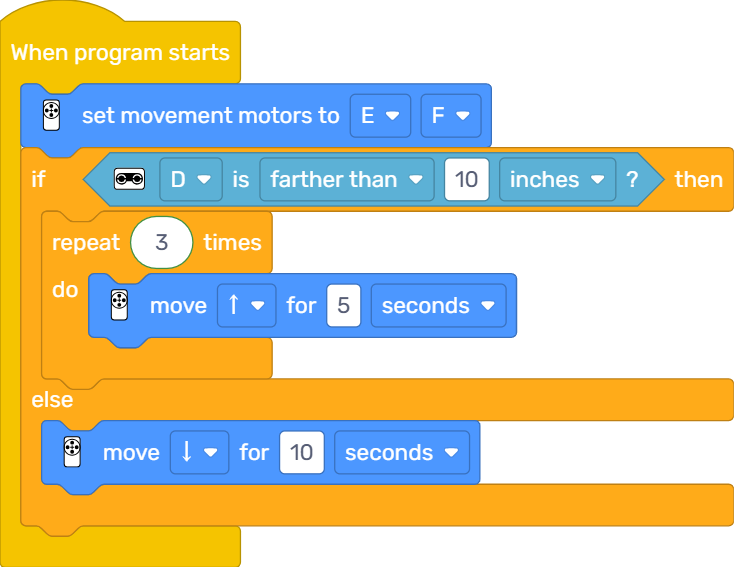 When program starts
set movement motors to E F
if D is farther than 10 inches ? then
repeat 3 times
do move ↑ for 5 seconds
else
move ↓ for 10 seconds